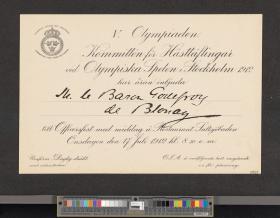 V. Olympiaden.
Kommittén för Hästtäflingar
vid Olympiska Spelen i Stockholm 1912
har äran inbjuda
M. le Baron Godefroy
de Blonay
till Officersfest med middag å Restaurant Saltsjöbaden
Onsdagen den 17 Juli 1912 kl. 8 e. m.
O. S. A.